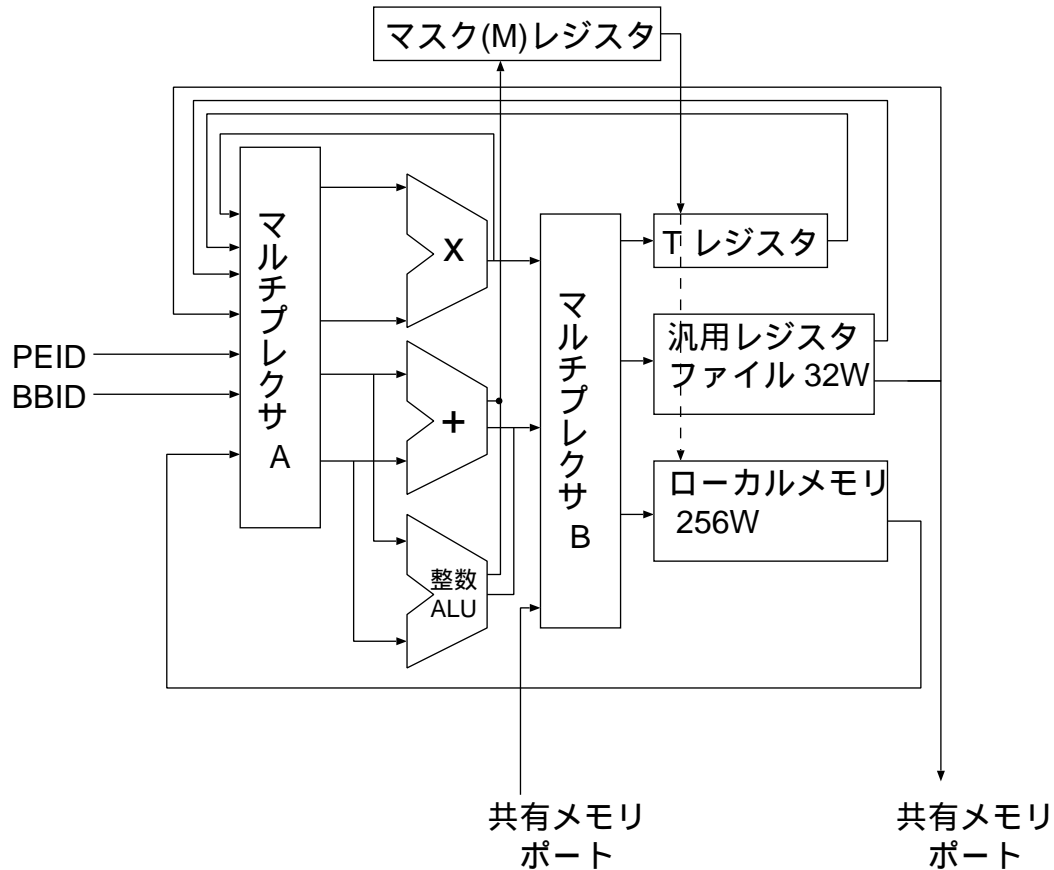 マスク(M)レジスタ
マルチプレクサ
A
X
T レジスタ
マルチプレクサ
B
汎用レジスタ
ファイル 32W
PEID
BBID
+
ローカルメモリ
256W
整数
ALU
共有メモリ
ポート
共有メモリ
ポート